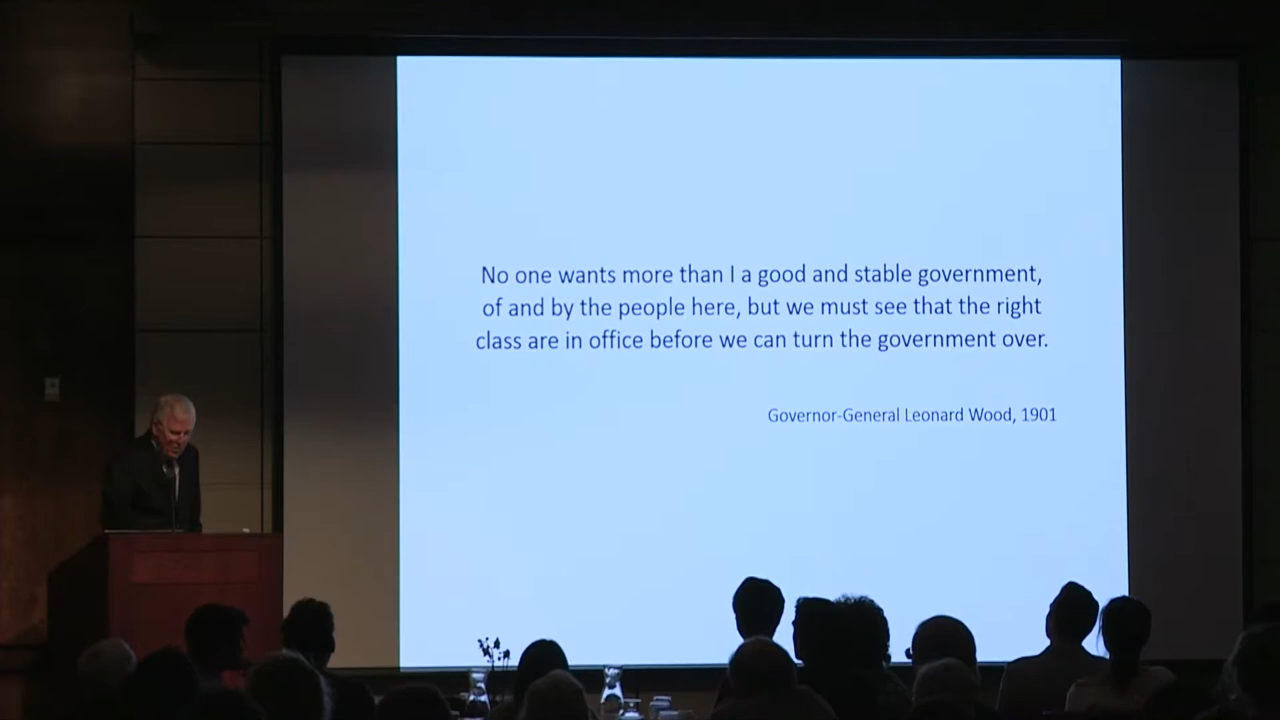 No one wants more than I a good and stable government,
of and by the people here, but we must see that the right
class are in office before we can turn the government over.
Governor-General Leonard Wood, 1901